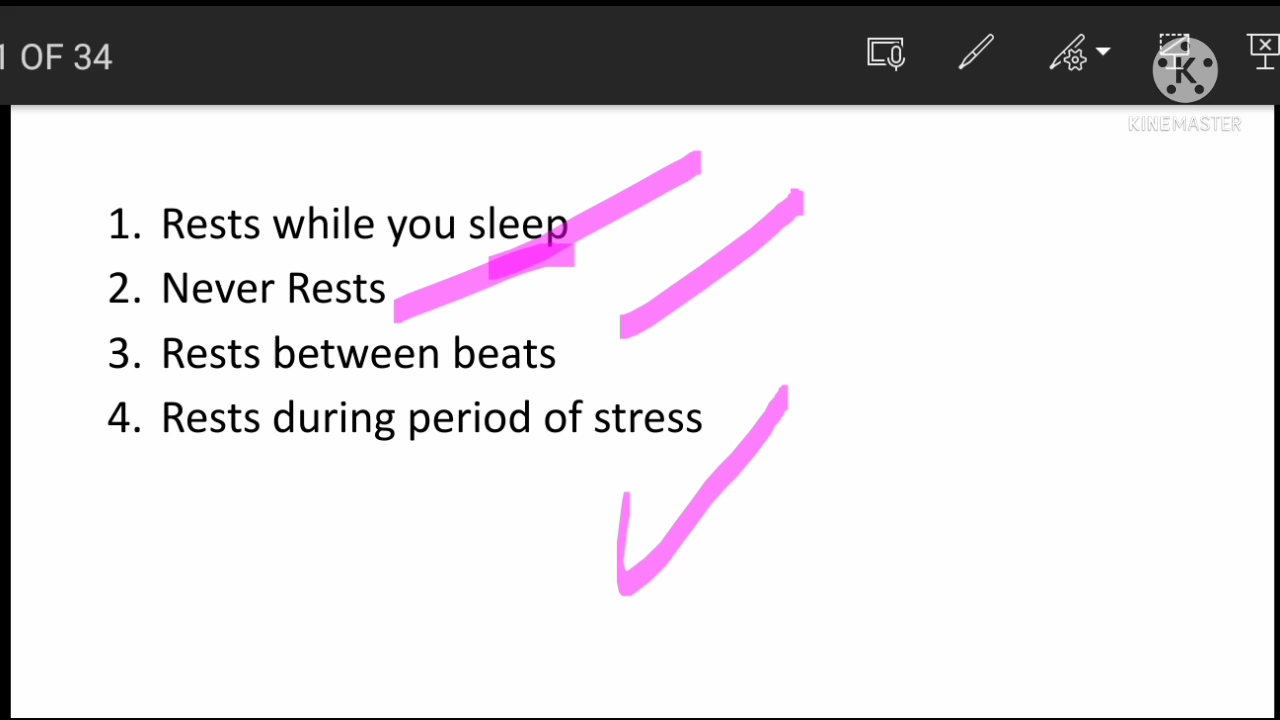 1 OF 34
KINEMASTER
1. Rests while you sleep
2. Never Rests
3. Rests between beats
4. Rests during period of stress